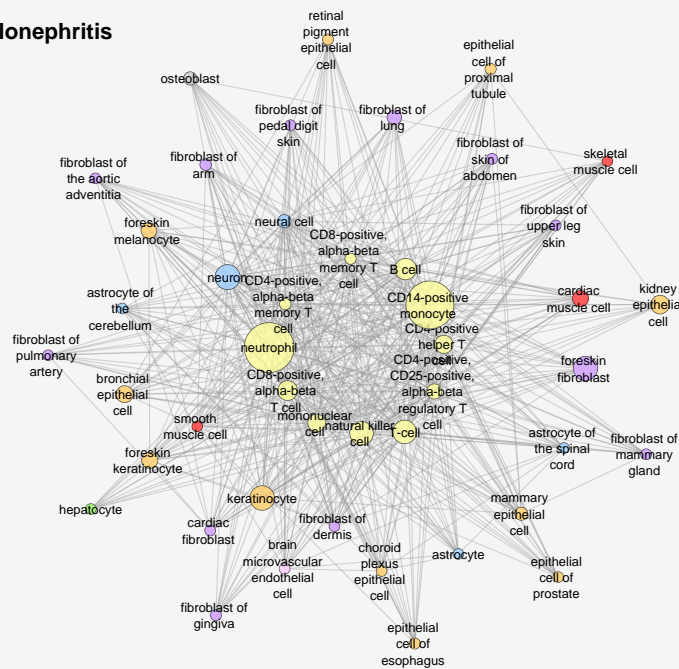 lonephritis
retinal
pigment
epithelial
cell
epithelial
cell of
proximal
tubule
osteoblast
fibroblast of
pedal digit
skin
fibroblast of
lung
fibroblast of
arm
fibroblast of
skin of
abdomen
skeletal
muscle cell
fibroblast of
the aortic
adventitia
foreskin
melanocyte
neural cell
fibroblast of
upper leg
skin
CD8-positive,
alpha-beta
memory T
cell
B cell
neuron
CD4-positive,
alpha-beta
memory T
cell
CD14-positive
monocyte
cardiac
muscle cell
kidney
epithelial
cell
astrocyte of
the
cerebellum
CD4-positive
helper T
cell
neutrophil
fibroblast of
pulmonary
artery
CD4-positive,
CD25-positive,
alpha-beta
regulatory T
cell
foreskin
fibroblast
CD8-positive,
alpha-beta
T cell
bronchial
epithelial
cell
smooth
muscle cell
mononuclear
cell
natural killer
cell
T-cell
astrocyte of
the spinal
cord
fibroblast of
mammary
gland
foreskin
keratinocyte
hepatocyte
keratinocyte
mammary
epithelial
cell
cardiac
fibroblast
fibroblast of
dermis
brain
microvascular
endothelial
cell
choroid
plexus
epithelial
cell
astrocyte
epithelial
cell of
prostate
fibroblast of
gingiva
epithelial
cell of
esophagus